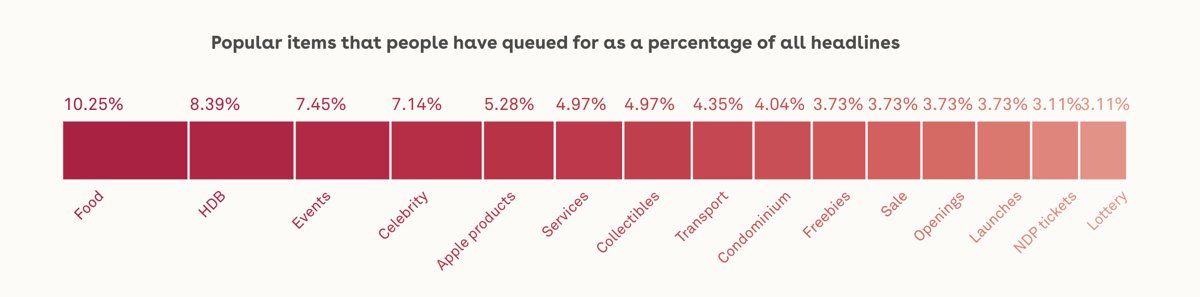 Popular items that people have queued for as a percentage of all headlines
10.25% 8.39% 7.45% 7.14% 5.28% 4.97% 4.97% 4.35% 4.04% 3.73% 3.73% 3.73% 3.73% 3.11% 3.11%
Food HDB Events Celebrity Apple products Services Collectibles Transport Condominium Freebies Sale Openings Launches NDP tickets Lottery